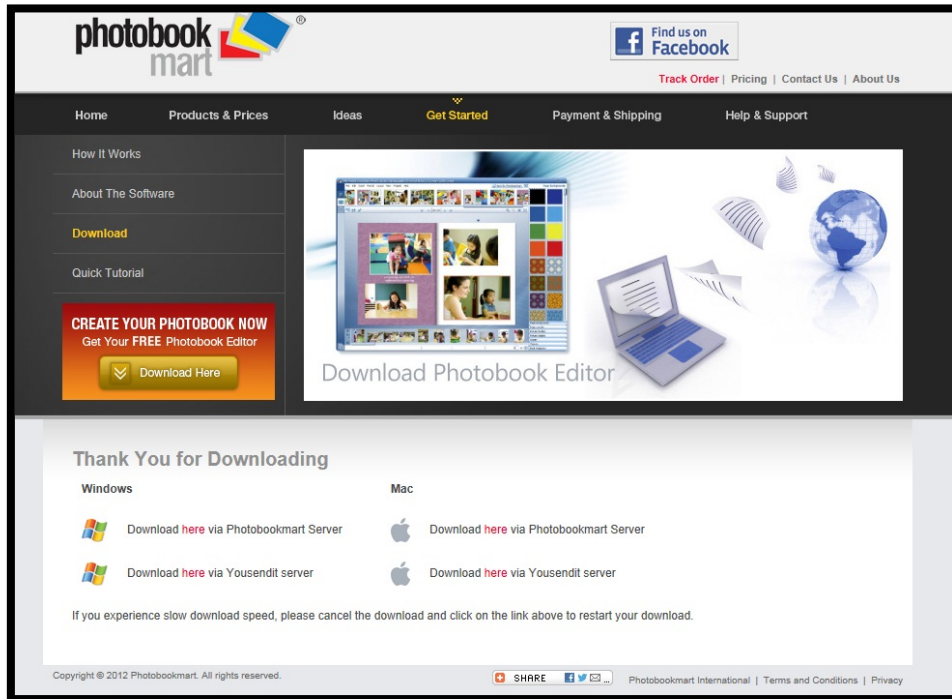 photobook
mart
®
Find us on
Facebook
Track Order | Pricing | Contact Us | About Us
Home Products & Prices Ideas Get Started Payment & Shipping Help & Support
How It Works
About The Software
Download
Quick Tutorial
CREATE YOUR PHOTOBOOK NOW
Get Your FREE Photobook Editor
Download Here
Download Photobook Editor
Thank You for Downloading
Windows Mac
Download here via Photobookmart Server Download here via Photobookmart Server
Download here via Yousendit server Download here via Yousendit server
If you experience slow download speed, please cancel the download and click on the link above to restart your download.
Copyright © 2012 Photobookmart. All rights reserved. SHARE ... Photobookmart International | Terms and Conditions | Privacy